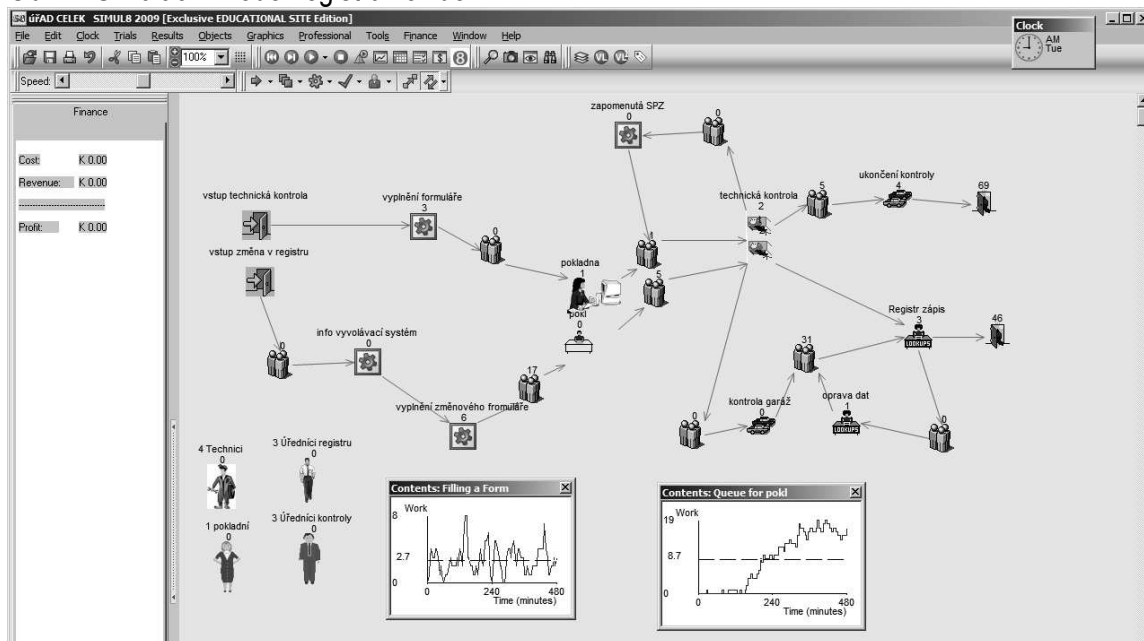 úřAD CELEK SIMUL8 2009 [Exclusive EDUCATIONAL SITE Edition]
File Edit Clock Trials Results Objects Graphics Professional Tools Finance Window Help
100%
Speed:
Clock
AM
Tue
Finance
Cost: K 0.00
Revenue: K 0.00
Profit: K 0.00
zapomenutá SPZ
0
0
vstup technická kontrola
vyplnění formuláře
3
0
technická kontrola
2
5
ukončení kontroly
4
69
vstup změna v registru
pokladna
1
1
5
pokl
0
0
info vyvolávací systém
0
17
vyplnění změnového fromuláře
6
Registr zápis
3
LOOKUPS
46
31
kontrola garáž
0
0
oprava dat
1
LOOKUPS
0
4 Technici
0
3 Úředníci registru
0
1 pokladní
0
3 Úředníci kontroly
0
Contents: Filling a Form
Work
8
2.7
0
0 240 480
Time (minutes)
Contents: Queue for pokl
Work
19
8.7
0
0 240 480
Time (minutes)